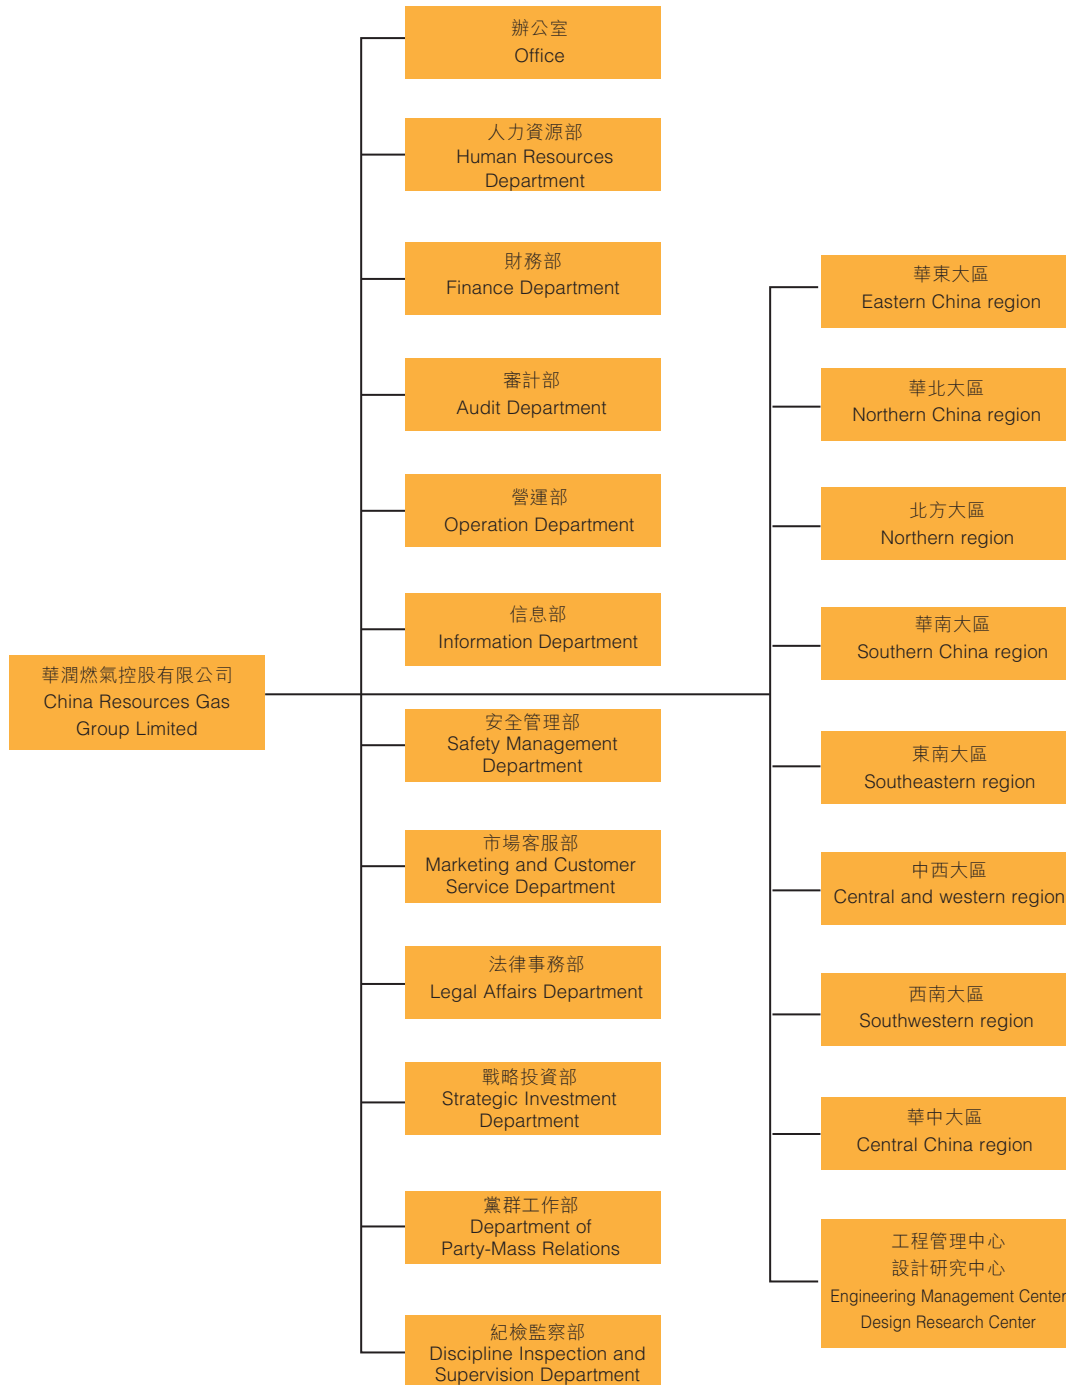 華潤燃氣控股有限公司
China Resources Gas
Group Limited
辦公室
Office
人力資源部
Human Resources
Department
財務部
Finance Department
審計部
Audit Department
營運部
Operation Department
信息部
Information Department
安全管理部
Safety Management
Department
市場客服部
Marketing and Customer
Service Department
法律事務部
Legal Affairs Department
戰略投資部
Strategic Investment
Department
黨群工作部
Department of
Party-Mass Relations
紀檢監察部
Discipline Inspection and
Supervision Department
華東大區
Eastern China region
華北大區
Northern China region
北方大區
Northern region
華南大區
Southern China region
東南大區
Southeastern region
中西大區
Central and western region
西南大區
Southwestern region
華中大區
Central China region
工程管理中心
設計研究中心
Engineering Management Center
Design Research Center